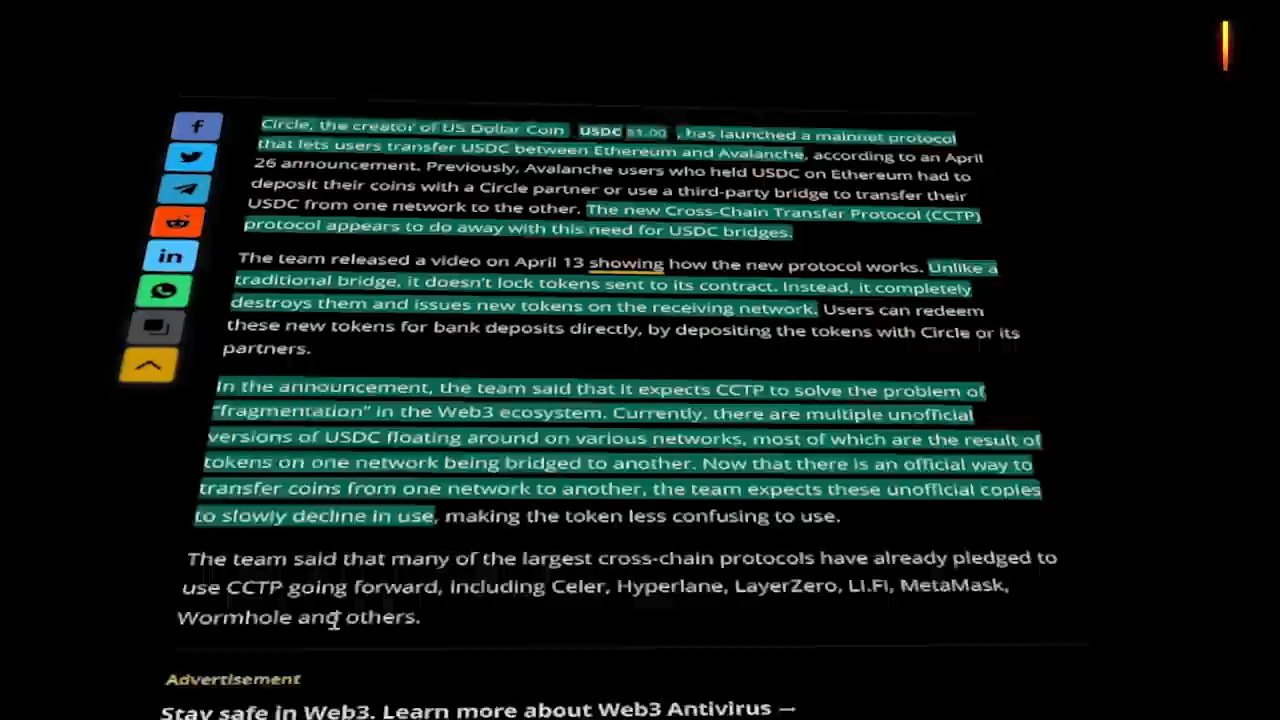 Circle, the creator of US Dollar Coin USDC $1.00 , has launched a mainnet protocol
that lets users transfer USDC between Ethereum and Avalanche, according to an April
26 announcement. Previously, Avalanche users who held USDC on Ethereum had to
deposit their coins with a Circle partner or use a third-party bridge to transfer their
USDC from one network to the other. The new Cross-Chain Transfer Protocol (CCTP)
protocol appears to do away with this need for USDC bridges.
The team released a video on April 13 showing how the new protocol works. Unlike a
traditional bridge, it doesn't lock tokens sent to its contract. Instead, it completely
destroys them and issues new tokens on the receiving network. Users can redeem
these new tokens for bank deposits directly, by depositing the tokens with Circle or its
partners.
In the announcement, the team said that it expects CCTP to solve the problem of
"fragmentation" in the Web3 ecosystem. Currently, there are multiple unofficial
versions of USDC floating around on various networks, most of which are the result of
tokens on one network being bridged to another. Now that there is an official way to
transfer coins from one network to another, the team expects these unofficial copies
to slowly decline in use, making the token less confusing to use.
The team said that many of the largest cross-chain protocols have already pledged to
use CCTP going forward, including Celer, Hyperlane, LayerZero, LI.FI, MetaMask,
Wormhole and others.
Advertisement
Stay safe in Web3. Learn more about Web3 Antivirus →